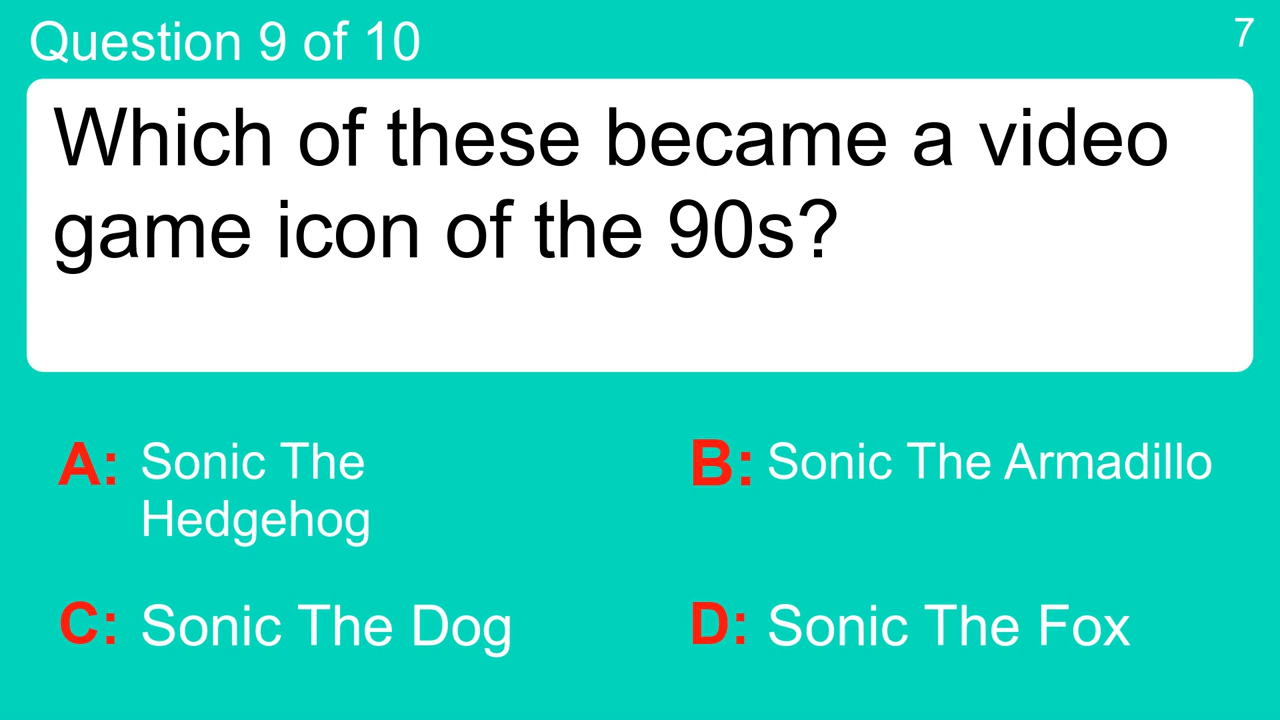 Question 9 of 10
7
Which of these became a video
game icon of the 90s?
A: Sonic The
Hedgehog
B: Sonic The Armadillo
C: Sonic The Dog
D: Sonic The Fox